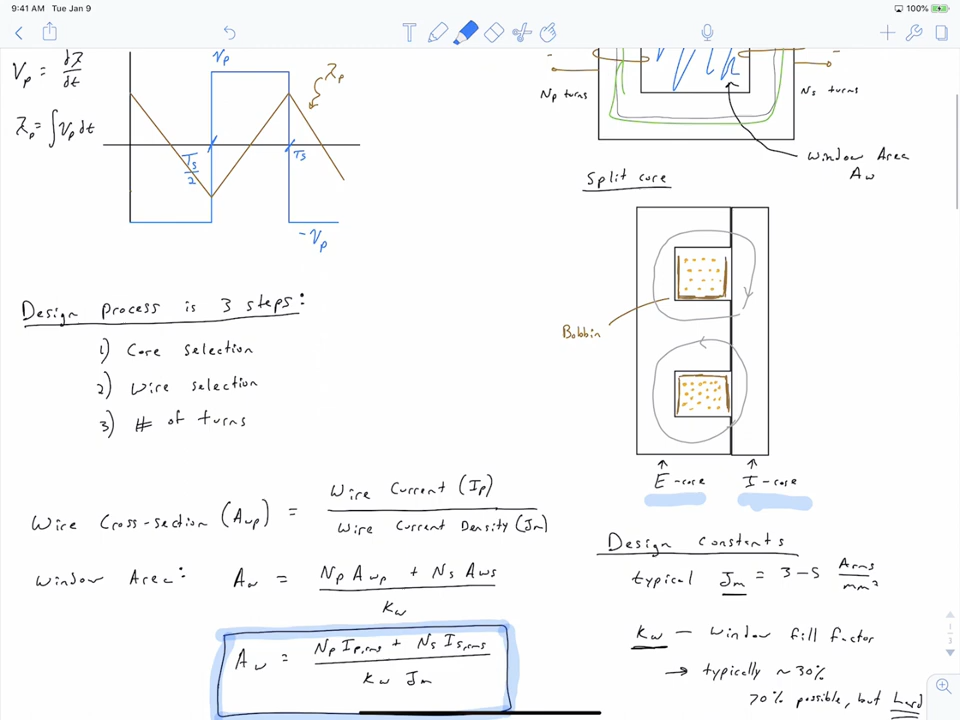 9:41 AM Tue Jan 9
100%
T
Vp = dλ/dt
λp = ∫ Vp dt
Vp
λp
Ts/2
Ts
-Vp
Np turns
Ns turns
Window Area
Aw
Split core
Bobbin
E-core
I-core
Design process is 3 steps:
1) Core selection
2) Wire selection
3) # of turns
Wire Cross-section (Awp) = Wire Current (Ip) / Wire Current Density (Jm)
Window Area: Aw = Np Awp + Ns Aws / kw
Aw = Np Ip,rms + Ns Is,rms / kw Jm
Design constants
typical Jm = 3-5 Arms/mm²
kw – window fill factor
→ typically ~30%
70% possible, but hard
1
3